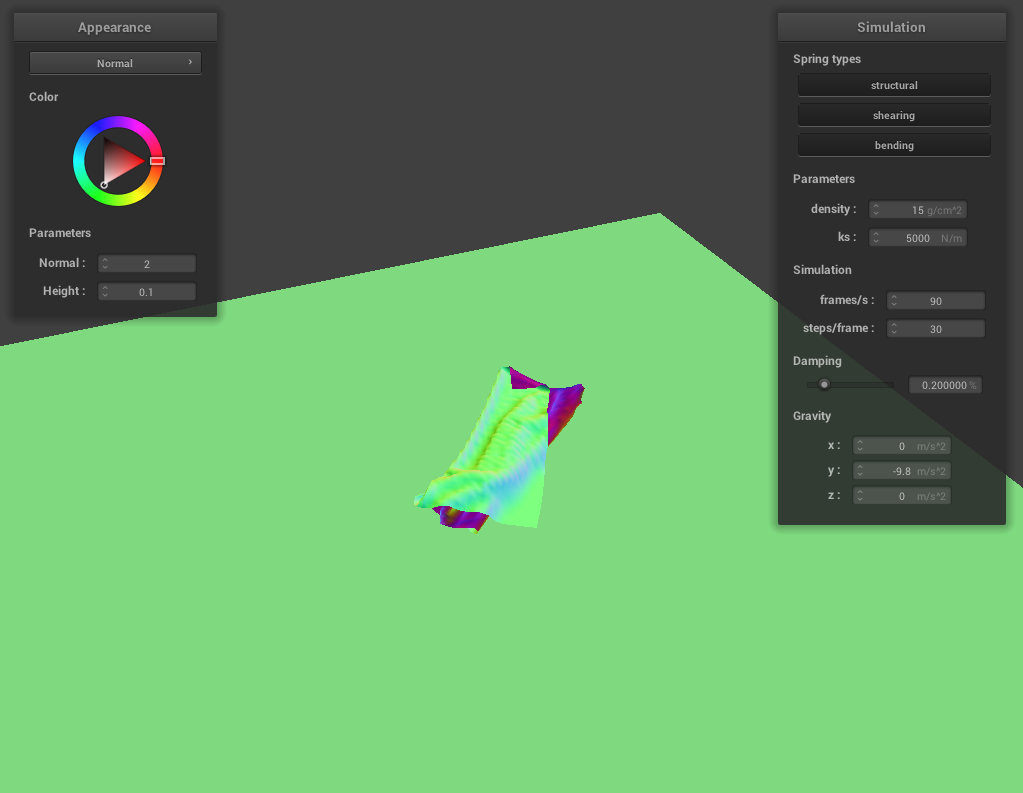 Appearance
Normal
Color
Parameters
Normal : 2
Height : 0.1
Simulation
Spring types
structural
shearing
bending
Parameters
density : 15 g/cm^2
ks : 5000 N/m
Simulation
frames/s : 90
steps/frame : 30
Damping
0.200000 %
Gravity
x : 0 m/s^2
y : -9.8 m/s^2
z : 0 m/s^2